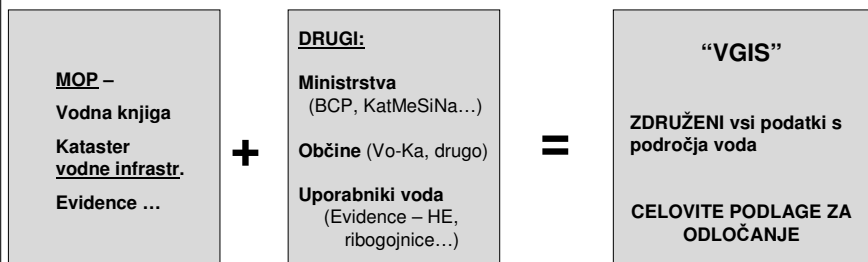 MOP –
Vodna knjiga
Kataster
vodne infrastr.
Evidence …
+
DRUGI:
Ministrstva
(BCP, KatMeSiNa…)
Občine (Vo-Ka, drugo)
Uporabniki voda
(Evidence – HE,
ribogojnice…)
=
“VGIS”
ZDRUŽENI vsi podatki s
področja voda
CELOVITE PODLAGE ZA
ODLOČANJE